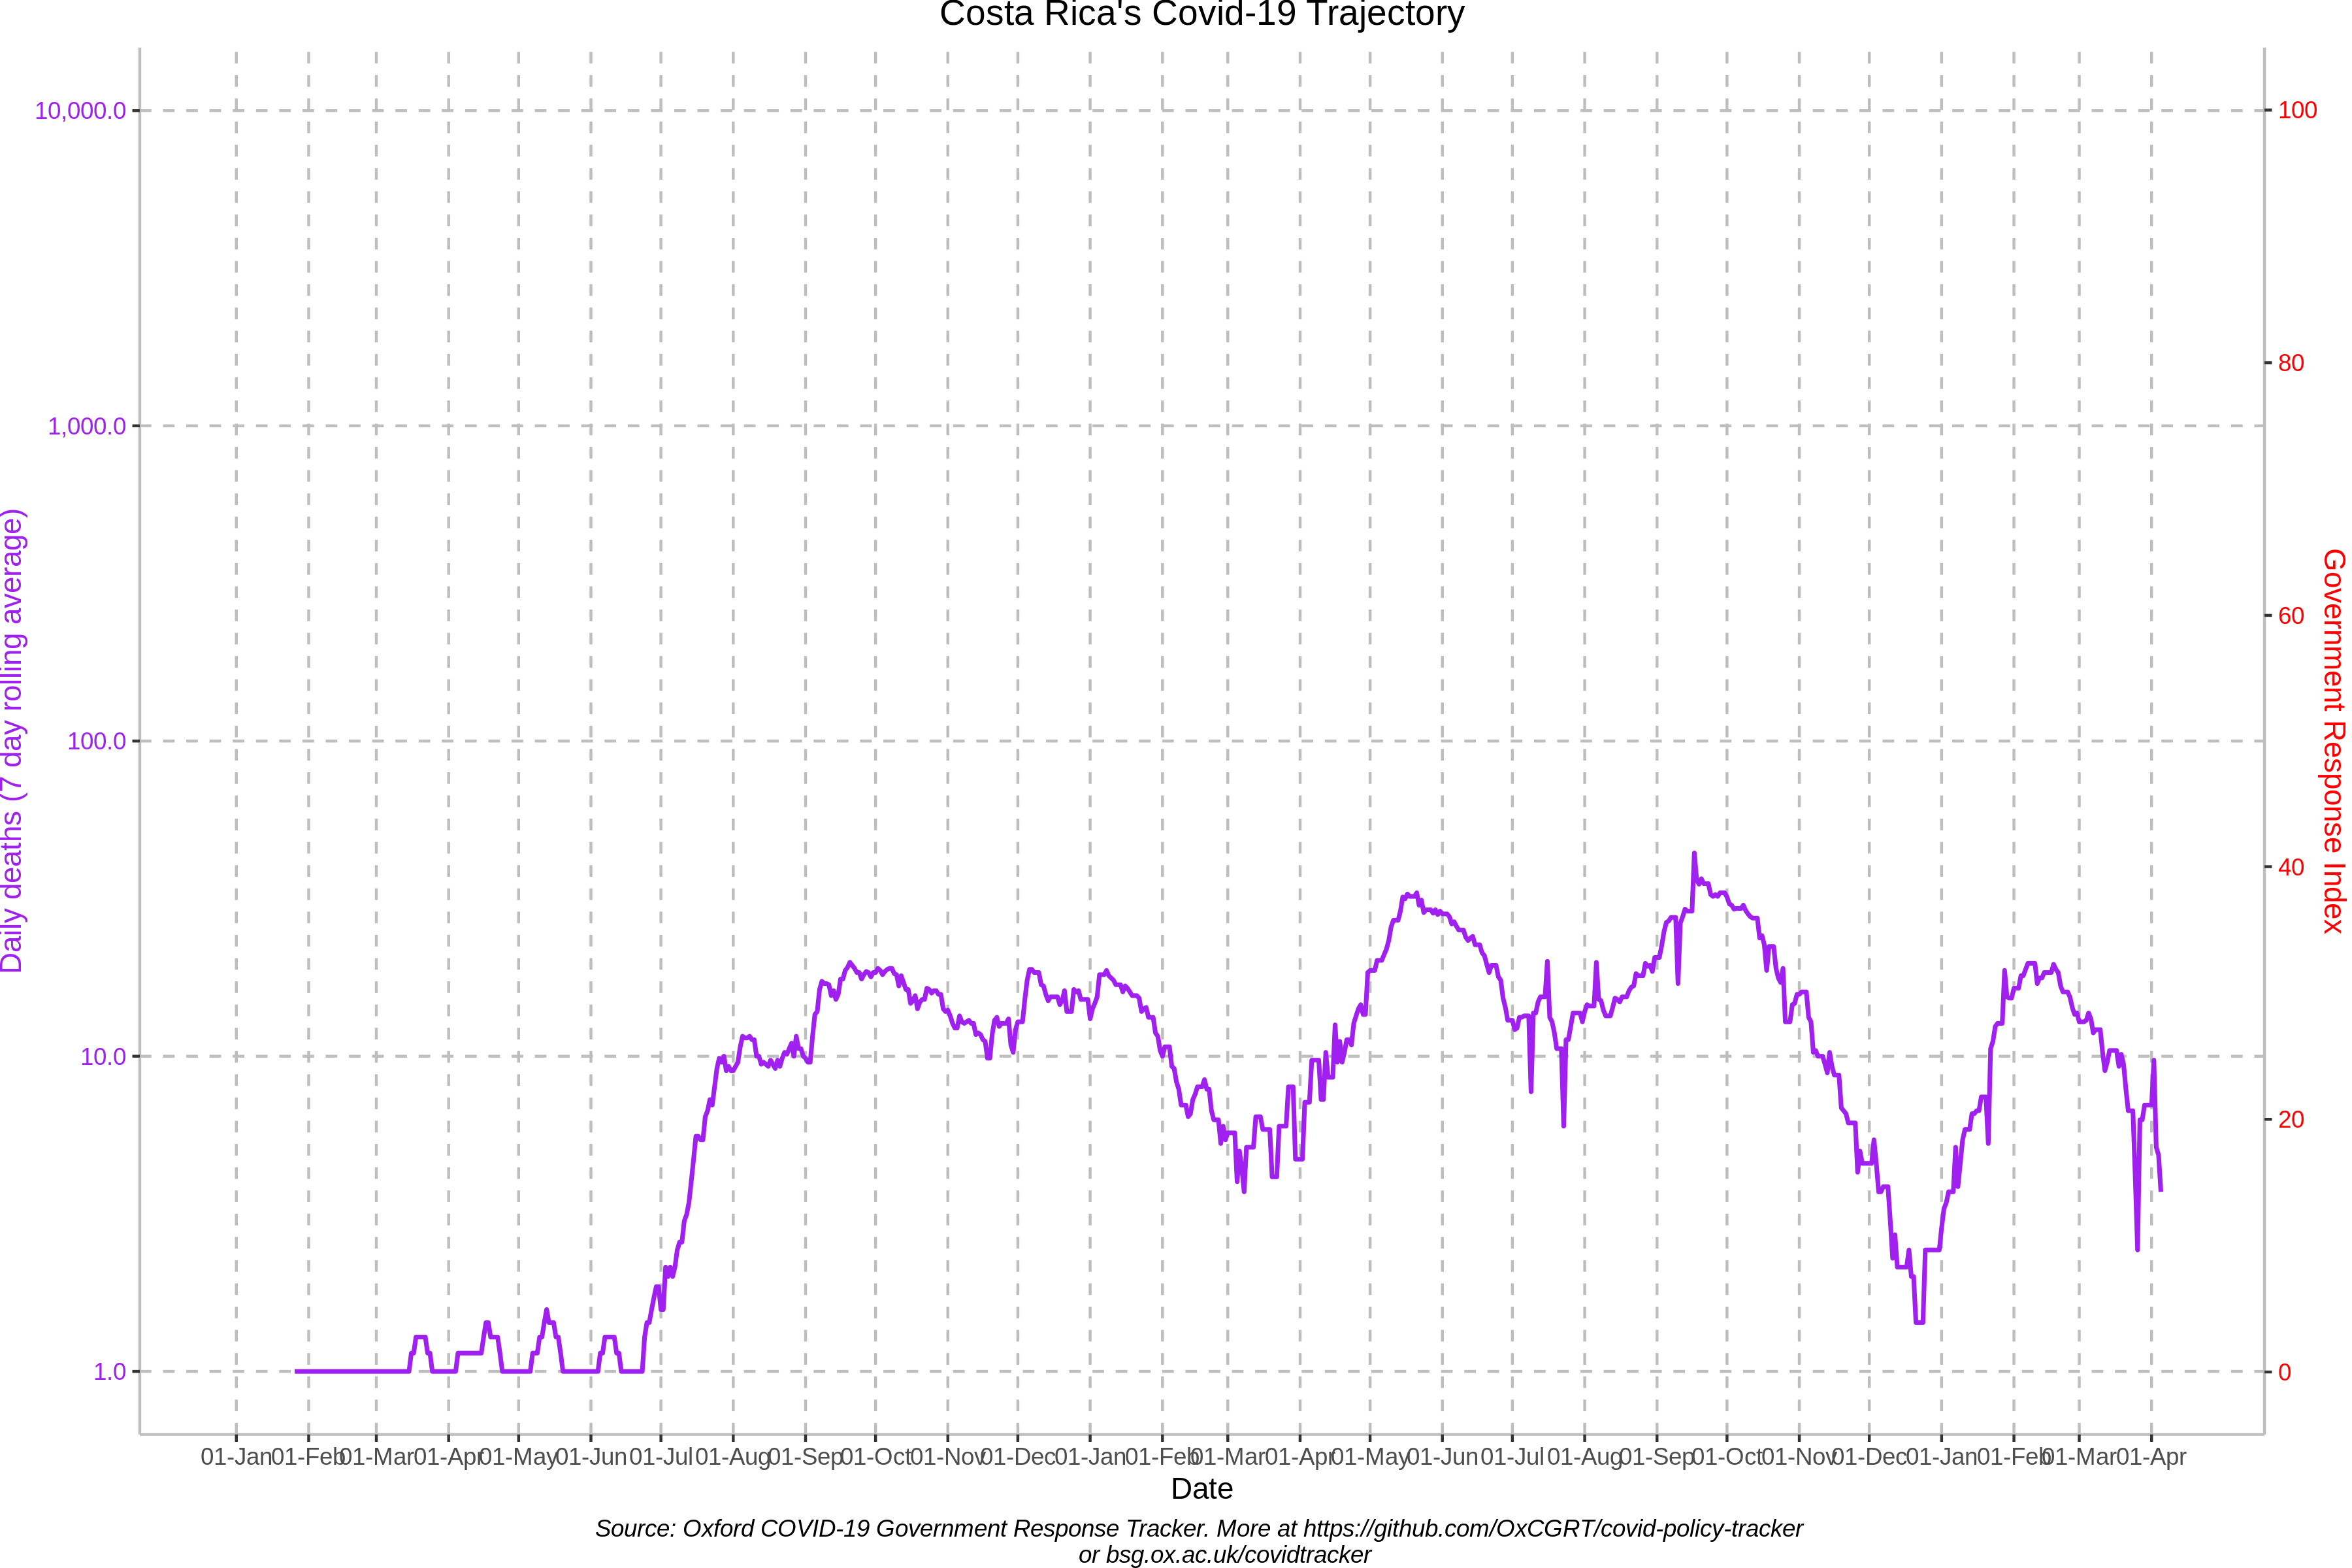 Costa Rica's Covid-19 Trajectory
10,000.0
1,000.0
100.0
10.0
1.0
Daily deaths (7 day rolling average)
100
80
60
40
20
0
Government Response Index
01-Jan 01-Feb 01-Mar 01-Apr 01-May 01-Jun 01-Jul 01-Aug 01-Sep 01-Oct 01-Nov 01-Dec 01-Jan 01-Feb 01-Mar 01-Apr 01-May 01-Jun 01-Jul 01-Aug 01-Sep 01-Oct 01-Nov 01-Dec 01-Jan 01-Feb 01-Mar 01-Apr
Date
Source: Oxford COVID-19 Government Response Tracker. More at https://github.com/OxCGRT/covid-policy-tracker
or bsg.ox.ac.uk/covidtracker